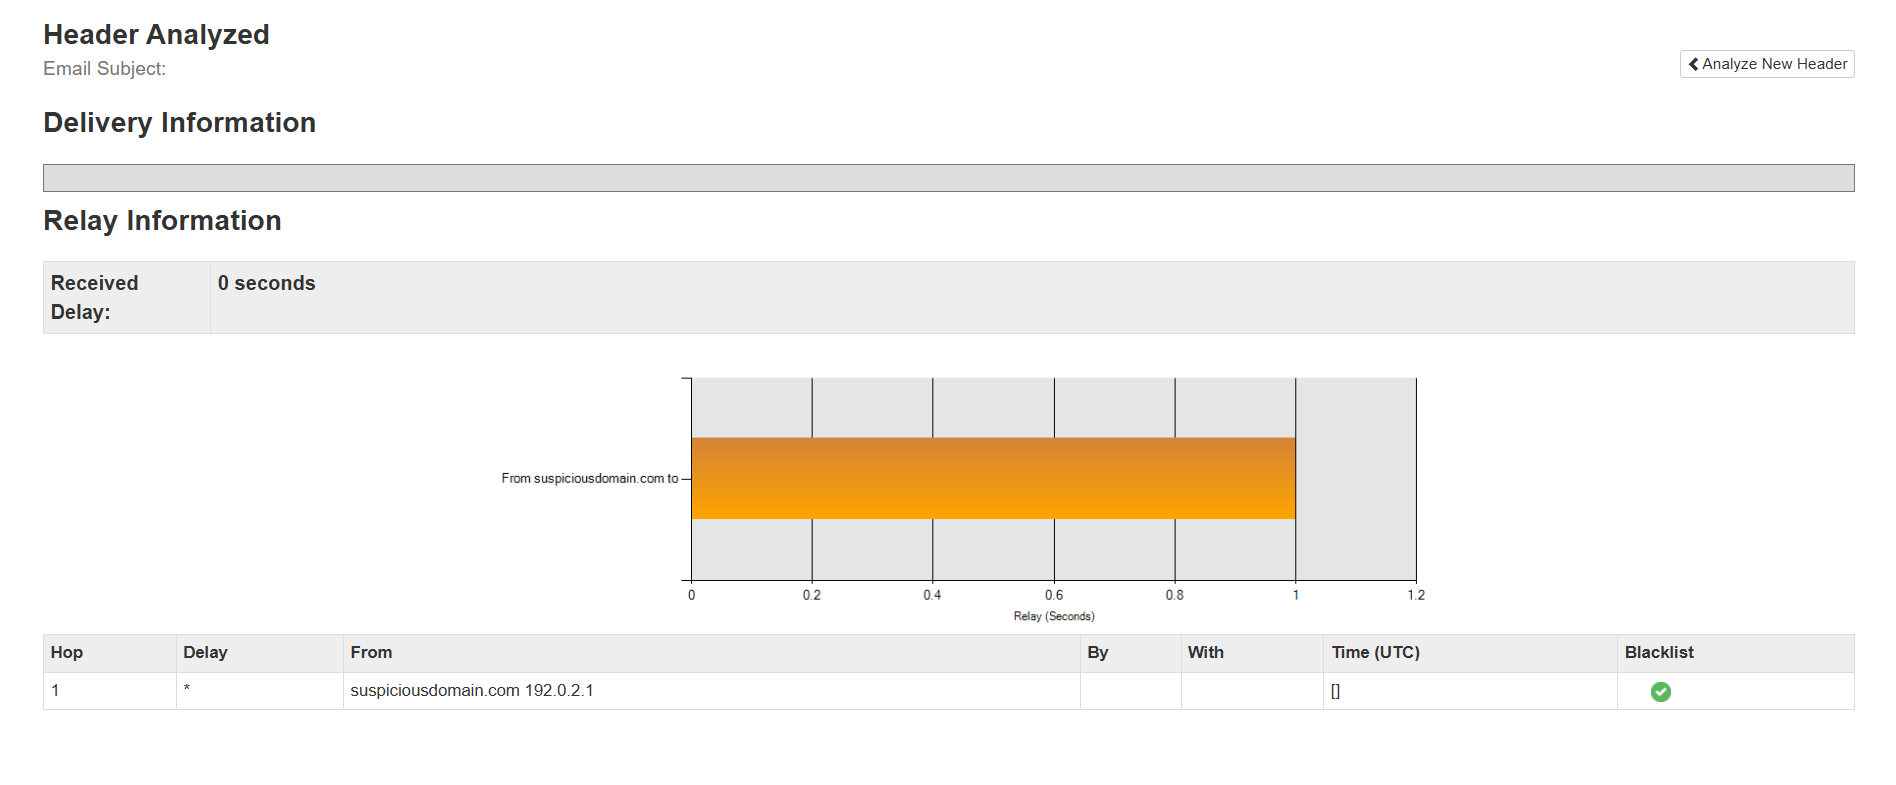 Header Analyzed
Email Subject:
Analyze New Header
Delivery Information
Relay Information
Received Delay:
0 seconds
From suspiciousdomain.com to
0 0.2 0.4 0.6 0.8 1 1.2
Relay (Seconds)
Hop Delay From By With Time (UTC) Blacklist
1 * suspiciousdomain.com 192.0.2.1 []